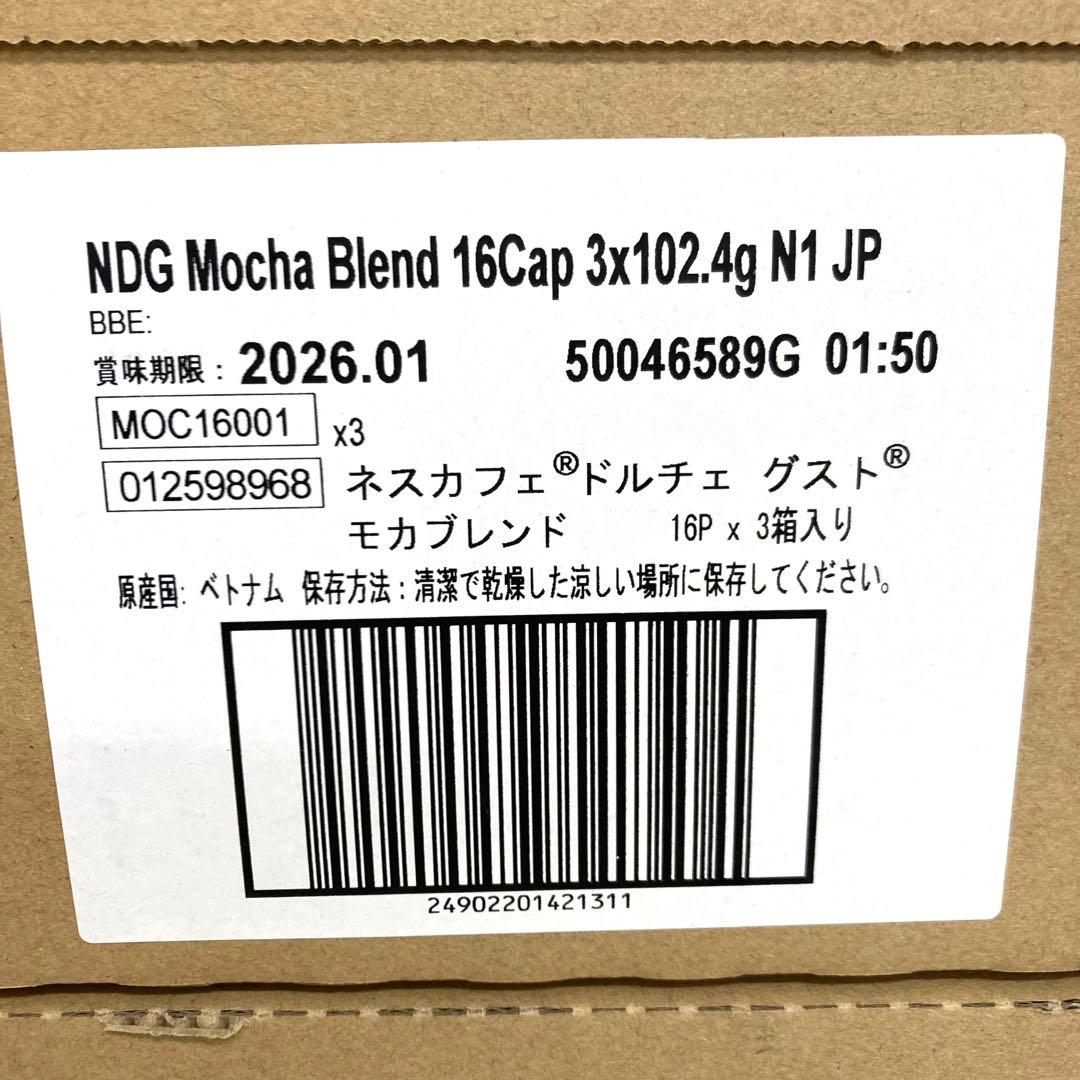 NDG Mocha Blend 16Cap 3x102.4g N1 JP
BBE:
賞味期限: 2026.01 50046589G 01:50
MOC16001 x3
012598968 ネスカフェ®ドルチェ グスト®
モカブレンド 16P x 3箱入り
原産国: ベトナム 保存方法:清潔で乾燥した涼しい場所に保存してください。
24902201421311